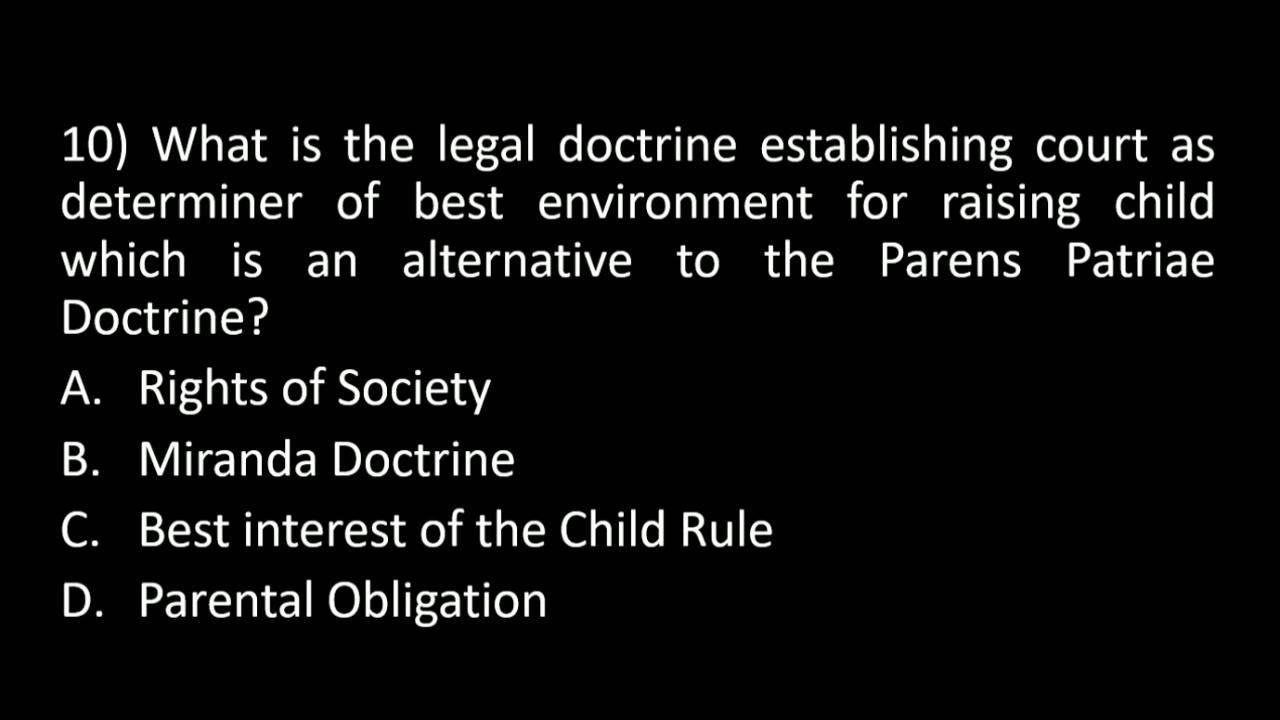 10) What is the legal doctrine establishing court as
determiner of best environment for raising child
which is an alternative to the Parens Patriae
Doctrine?
A. Rights of Society
B. Miranda Doctrine
C. Best interest of the Child Rule
D. Parental Obligation